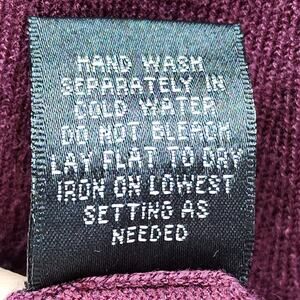 HAND WASH
SEPARATELY IN
COLD WATER
DO NOT BLEACH
LAY FLAT TO DRY
IRON ON LOWEST
SETTING AS
NEEDED